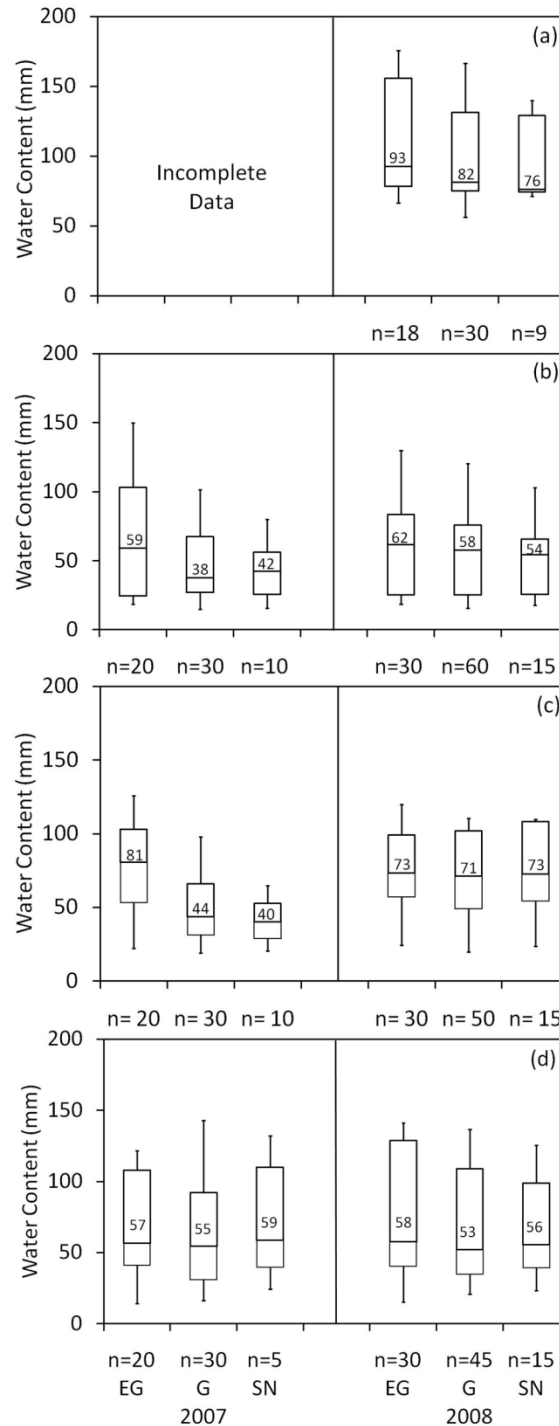 200
(a)
150
93
82
76
100
Incomplete
Data
50
0
Water Content (mm)
n=18 n=30 n=9
200
(b)
150
100
59
38
42
62
58
54
50
0
Water Content (mm)
n=20 n=30 n=10 n=30 n=60 n=15
200
(c)
150
100
81
44
40
73
71
73
50
0
Water Content (mm)
n= 20 n= 30 n= 10 n= 30 n= 50 n= 15
200
(d)
150
100
57
55
59
58
53
56
50
0
Water Content (mm)
n=20 n=30 n=5 n=30 n=45 n=15
EG G SN EG G SN
2007 2008